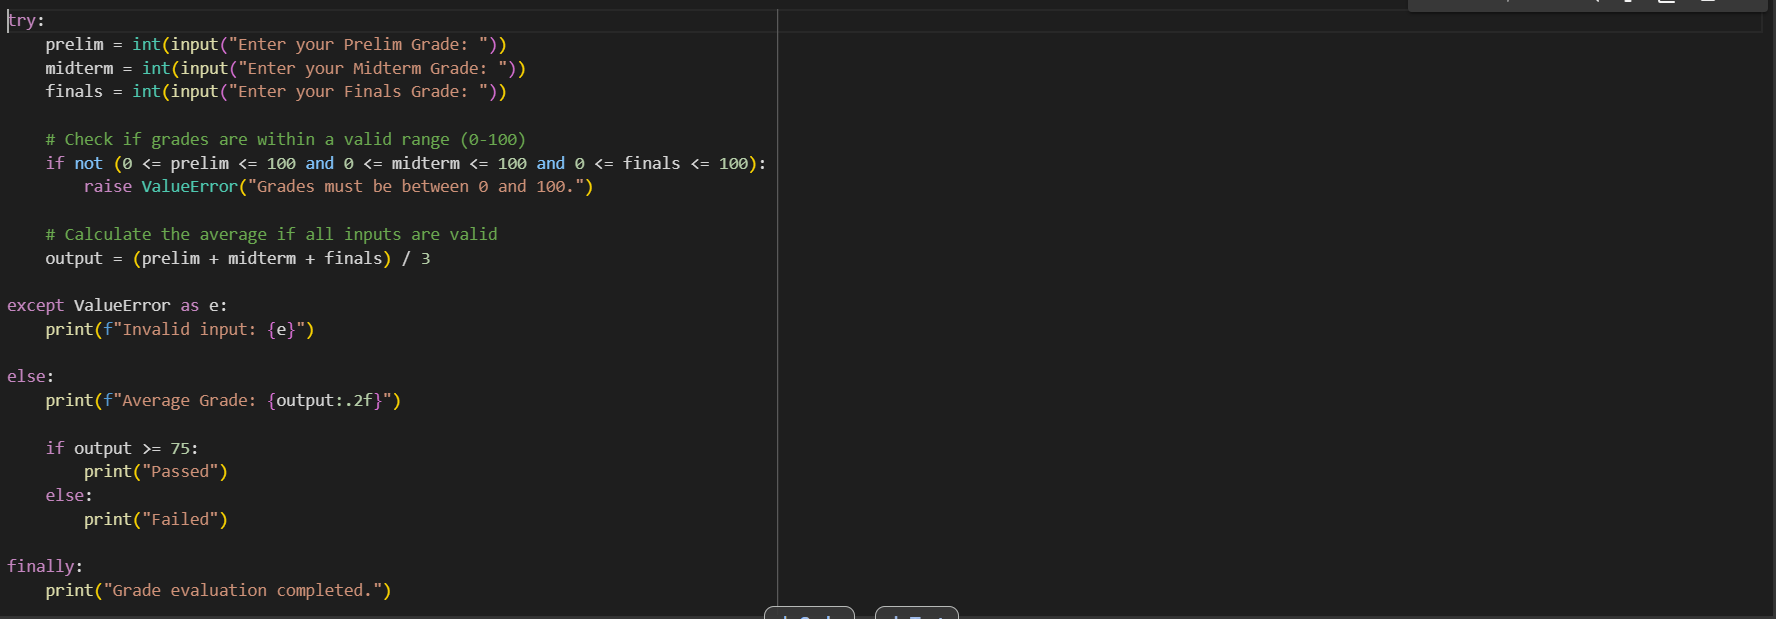 try:
    prelim = int(input("Enter your Prelim Grade: "))
    midterm = int(input("Enter your Midterm Grade: "))
    finals = int(input("Enter your Finals Grade: "))

    # Check if grades are within a valid range (0-100)
    if not (0 <= prelim <= 100 and 0 <= midterm <= 100 and 0 <= finals <= 100):
        raise ValueError("Grades must be between 0 and 100.")

    # Calculate the average if all inputs are valid
    output = (prelim + midterm + finals) / 3

except ValueError as e:
    print(f"Invalid input: {e}")

else:
    print(f"Average Grade: {output:.2f}")

    if output >= 75:
        print("Passed")
    else:
        print("Failed")

finally:
    print("Grade evaluation completed.")